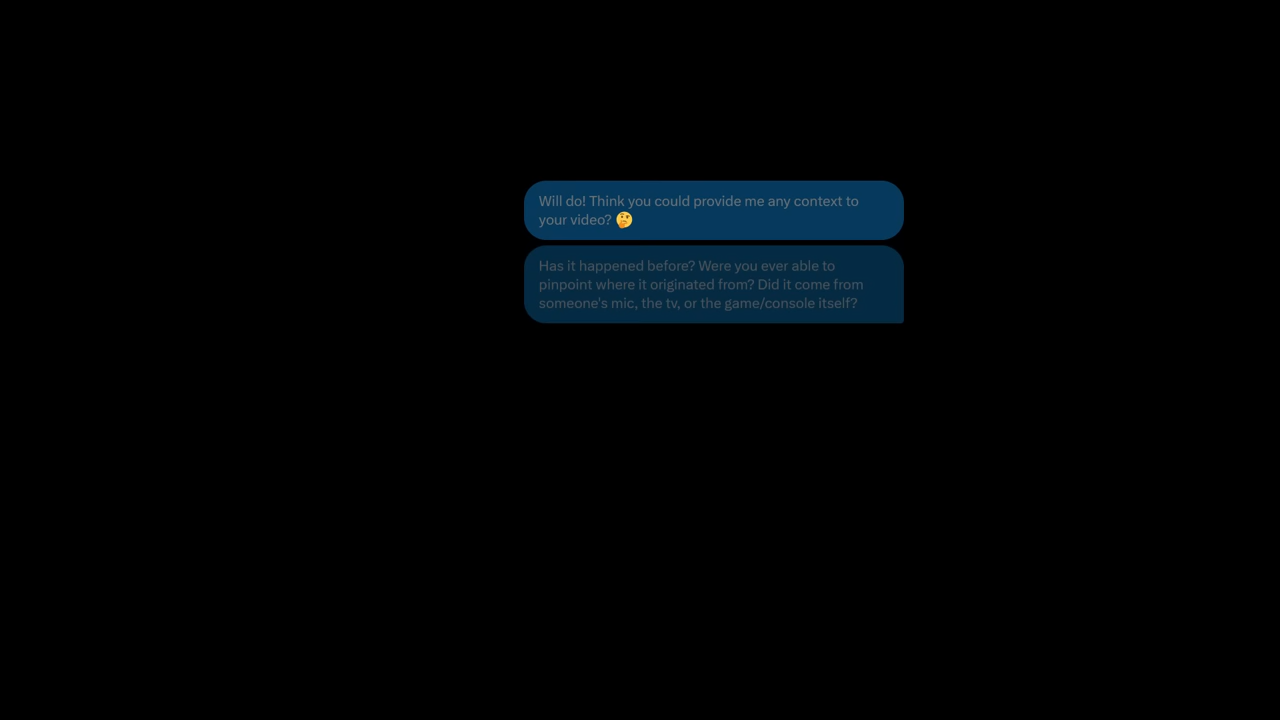 Will do! Think you could provide me any context to
your video? 🤔
Has it happened before? Were you ever able to
pinpoint where it originated from? Did it come from
someone's mic, the tv, or the game/console itself?